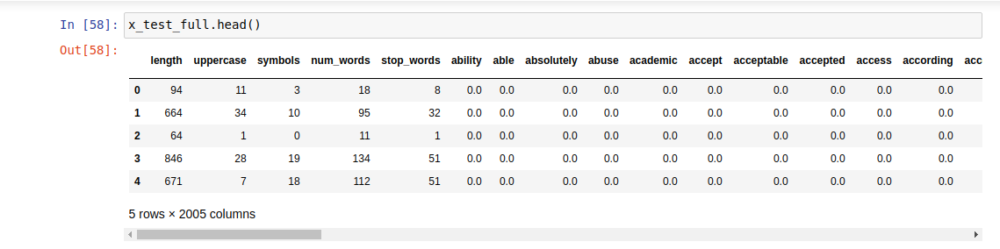 In [58]: x_test_full.head()
Out[58]:
length uppercase symbols num_words stop_words ability able absolutely abuse academic accept acceptable accepted access according acc
0 94 11 3 18 8 0.0 0.0 0.0 0.0 0.0 0.0 0.0 0.0 0.0 0.0
1 664 34 10 95 32 0.0 0.0 0.0 0.0 0.0 0.0 0.0 0.0 0.0 0.0
2 64 1 0 11 1 0.0 0.0 0.0 0.0 0.0 0.0 0.0 0.0 0.0 0.0
3 846 28 19 134 51 0.0 0.0 0.0 0.0 0.0 0.0 0.0 0.0 0.0 0.0
4 671 7 18 112 51 0.0 0.0 0.0 0.0 0.0 0.0 0.0 0.0 0.0 0.0
5 rows × 2005 columns